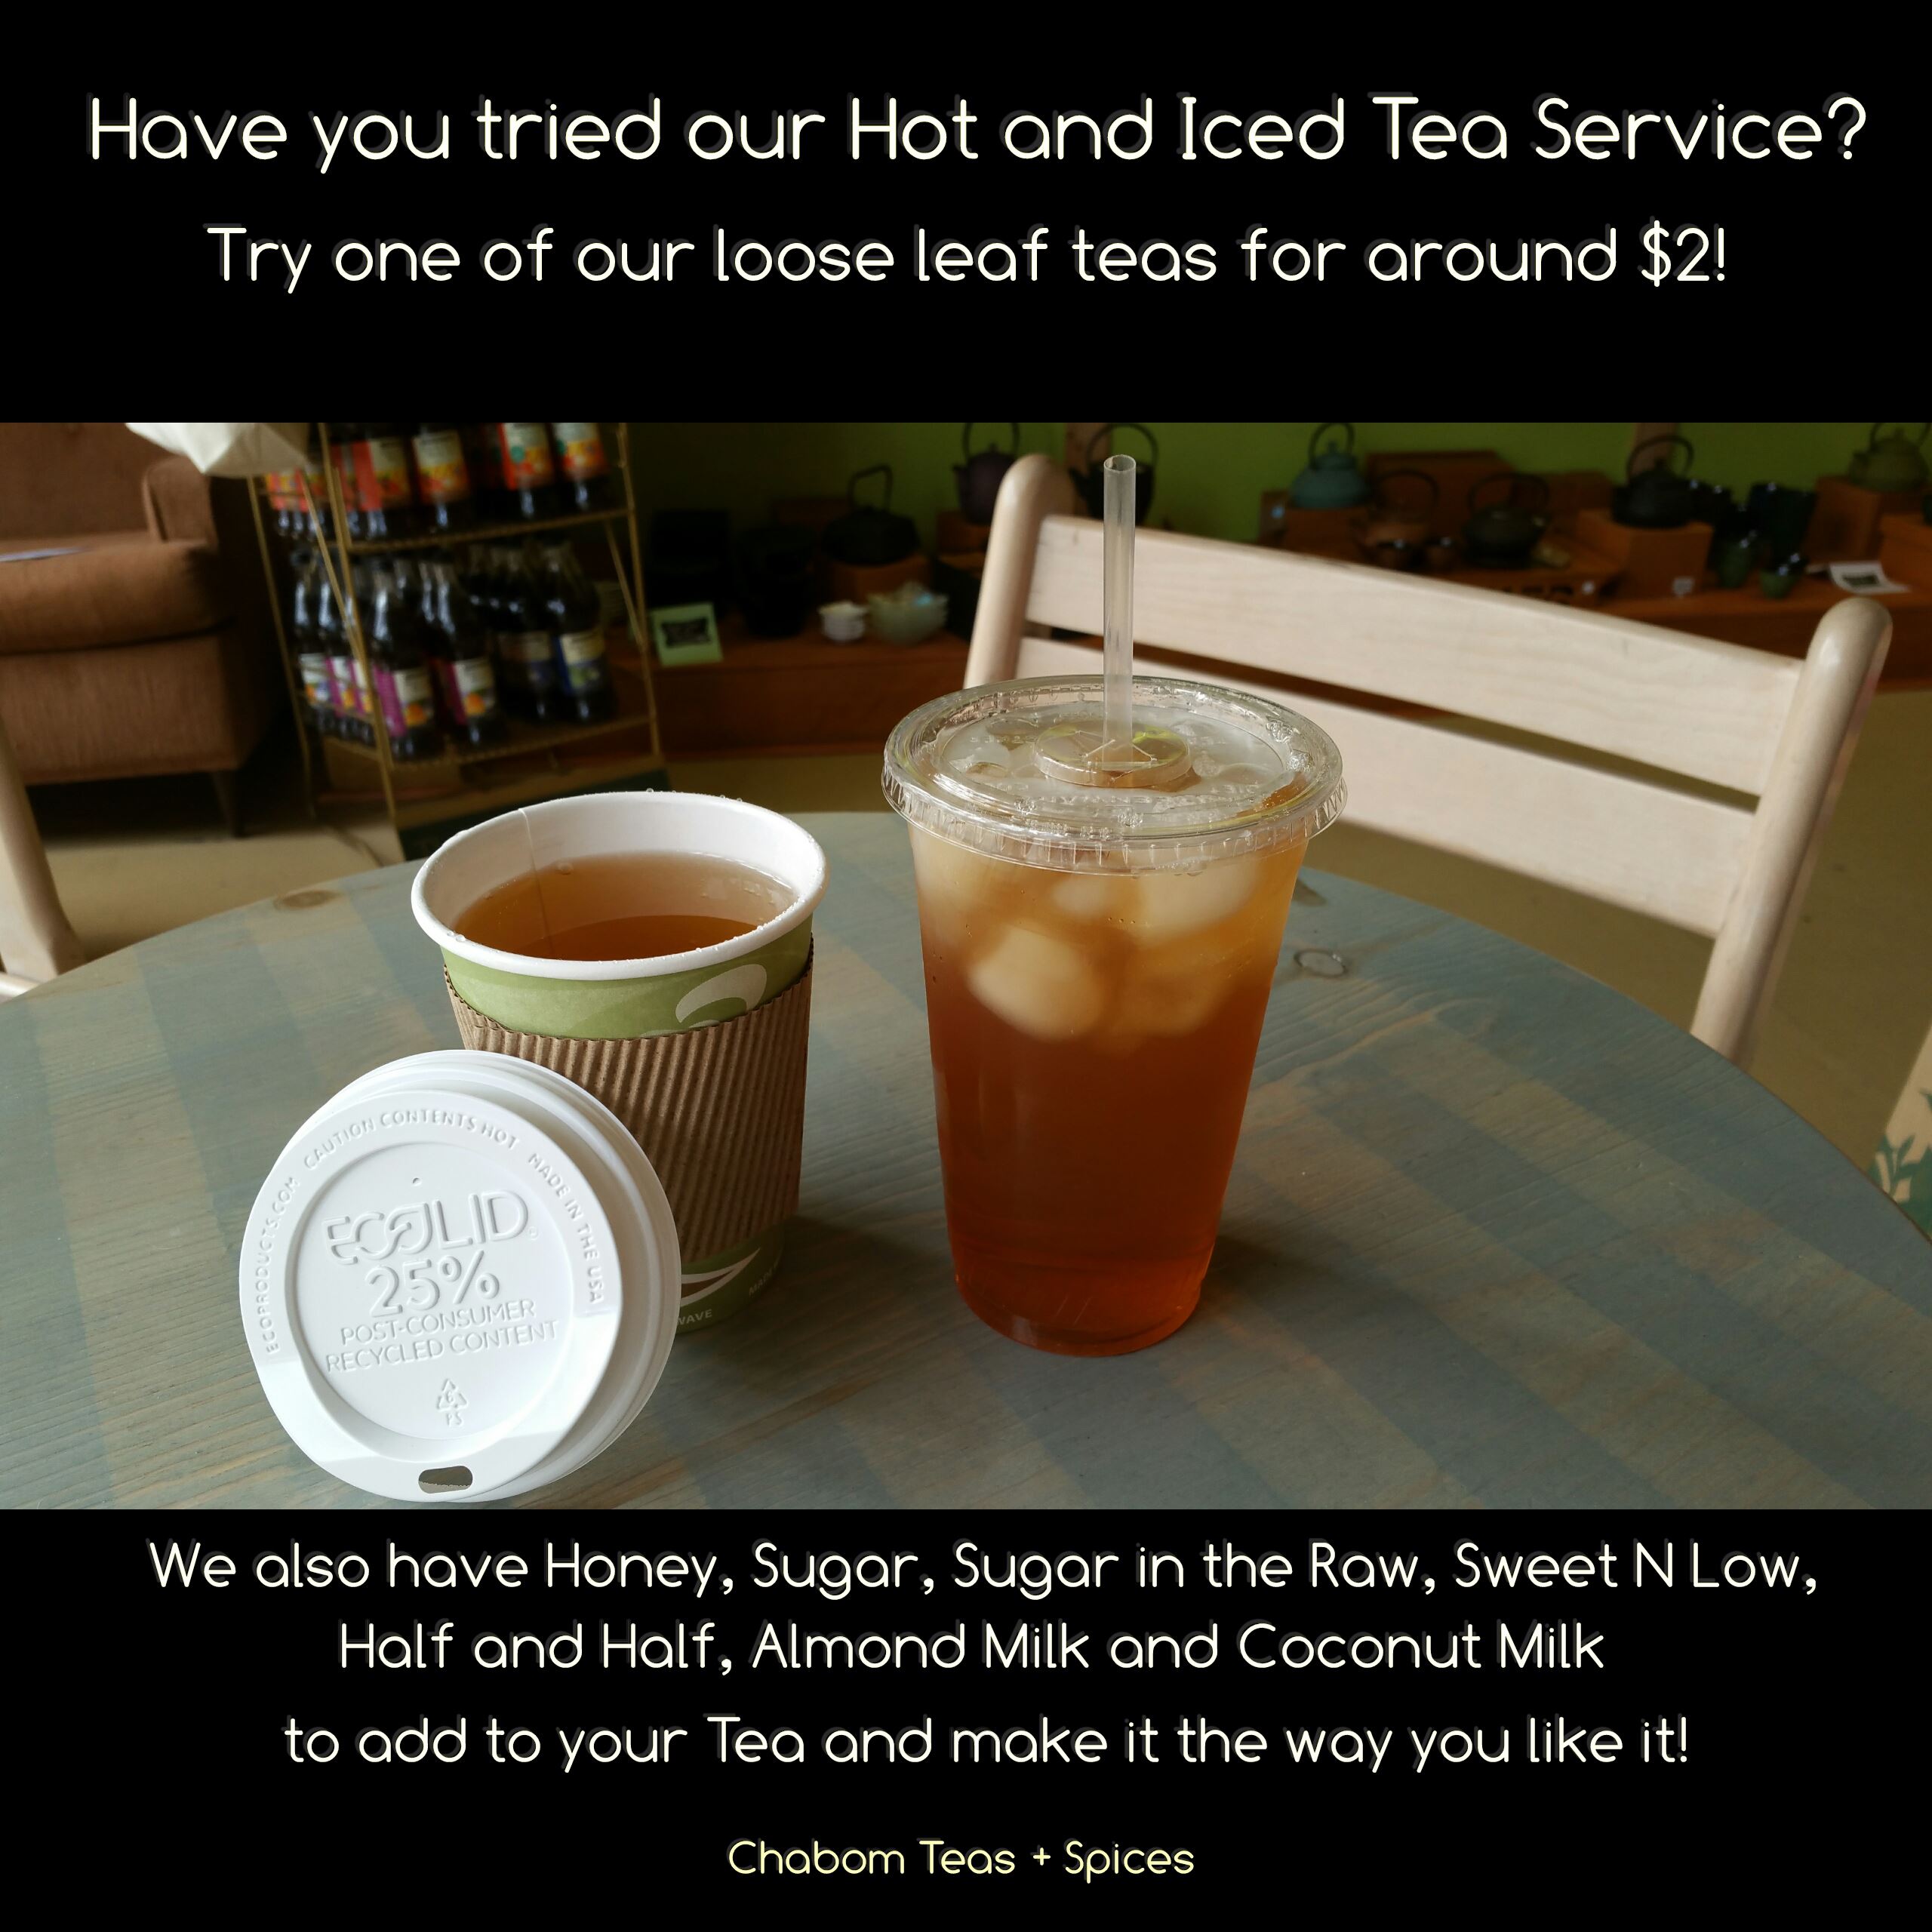 Have you tried our Hot and Iced Tea Service?
Try one of our loose leaf teas for around $2!
ECOPRODUCTS.COM CAUTION CONTENTS HOT MADE IN THE USA
ECOLID
25%
POST-CONSUMER
RECYCLED CONTENT
6
PS
We also have Honey, Sugar, Sugar in the Raw, Sweet N Low,
Half and Half, Almond Milk and Coconut Milk
to add to your Tea and make it the way you like it!
Chabom Teas + Spices